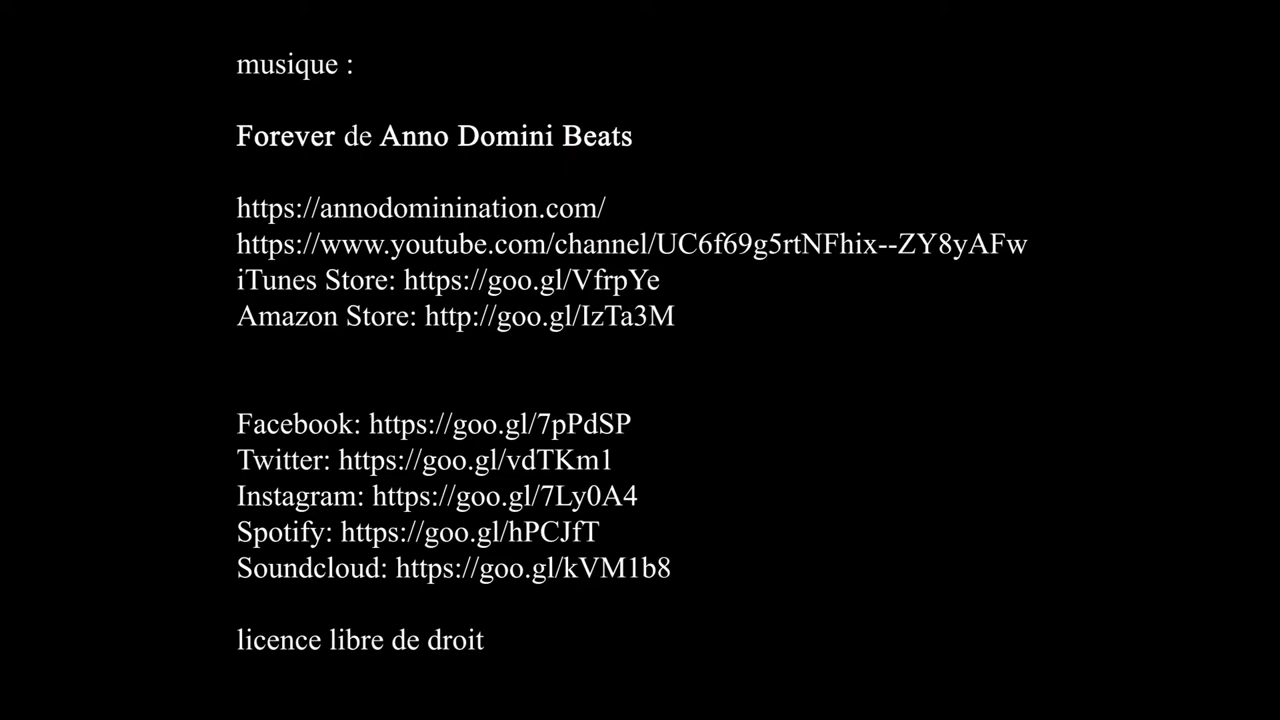 musique :
Forever de Anno Domini Beats
https://annodominination.com/
https://www.youtube.com/channel/UC6f69g5rtNFhix--ZY8yAFw
iTunes Store: https://goo.gl/VfrpYe
Amazon Store: http://goo.gl/IzTa3M
Facebook: https://goo.gl/7pPdSP
Twitter: https://goo.gl/vdTKm1
Instagram: https://goo.gl/7Ly0A4
Spotify: https://goo.gl/hPCJfT
Soundcloud: https://goo.gl/kVM1b8
licence libre de droit